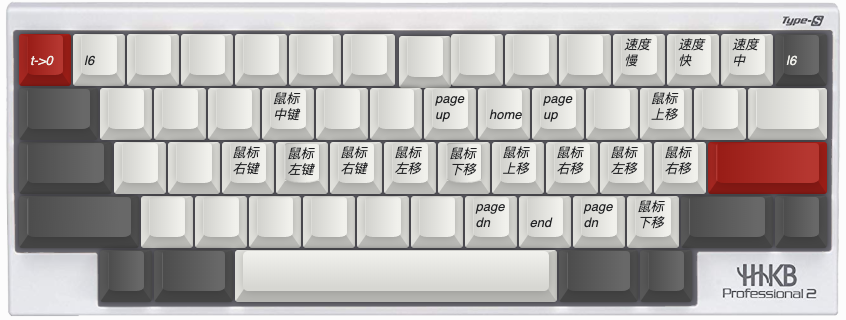 Type-S
t->0
l6
速度
慢
速度
快
速度
中
l6
鼠标
中键
page
up
home
page
up
鼠标
上移
鼠标
右键
鼠标
左键
鼠标
右键
鼠标
左移
鼠标
下移
鼠标
上移
鼠标
右移
鼠标
左移
鼠标
右移
page
dn
end
page
dn
鼠标
下移
HHKB
Professional 2